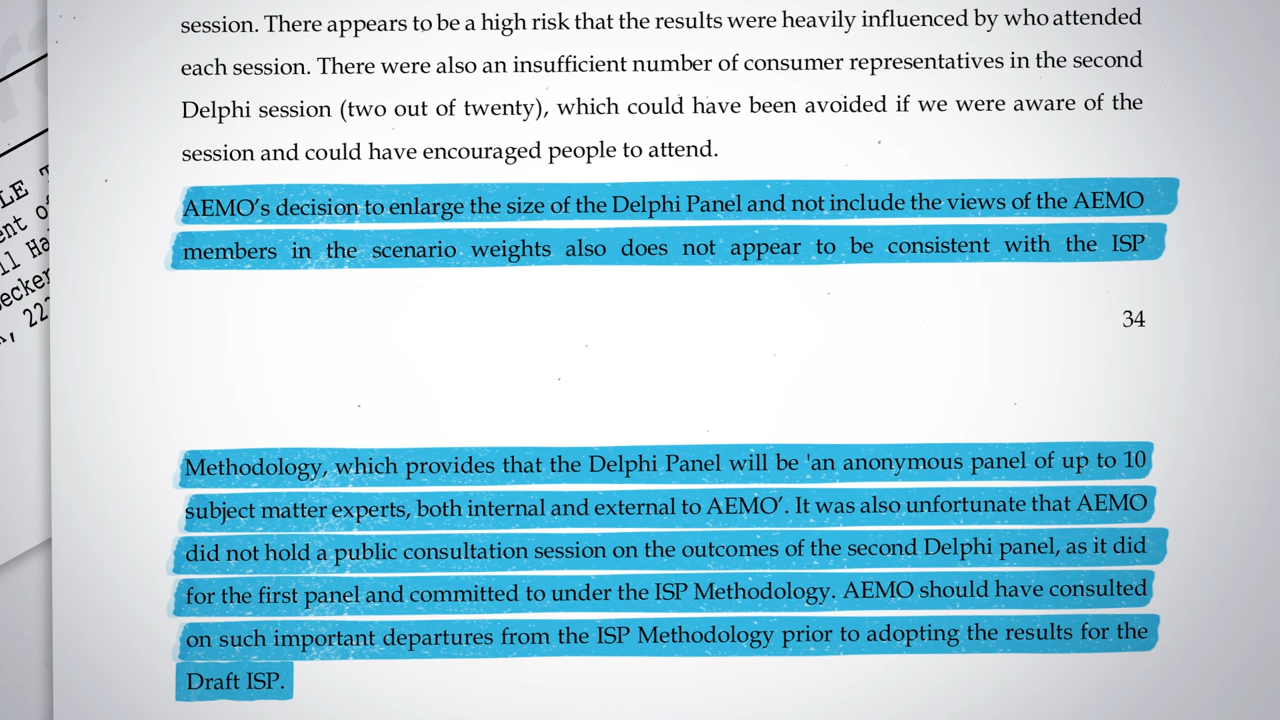 session. There appears to be a high risk that the results were heavily influenced by who attended
each session. There were also an insufficient number of consumer representatives in the second
Delphi session (two out of twenty), which could have been avoided if we were aware of the
session and could have encouraged people to attend.
AEMO’s decision to enlarge the size of the Delphi Panel and not include the views of the AEMO
members in the scenario weights also does not appear to be consistent with the ISP
34
Methodology, which provides that the Delphi Panel will be 'an anonymous panel of up to 10
subject matter experts, both internal and external to AEMO’. It was also unfortunate that AEMO
did not hold a public consultation session on the outcomes of the second Delphi panel, as it did
for the first panel and committed to under the ISP Methodology. AEMO should have consulted
on such important departures from the ISP Methodology prior to adopting the results for the
Draft ISP.